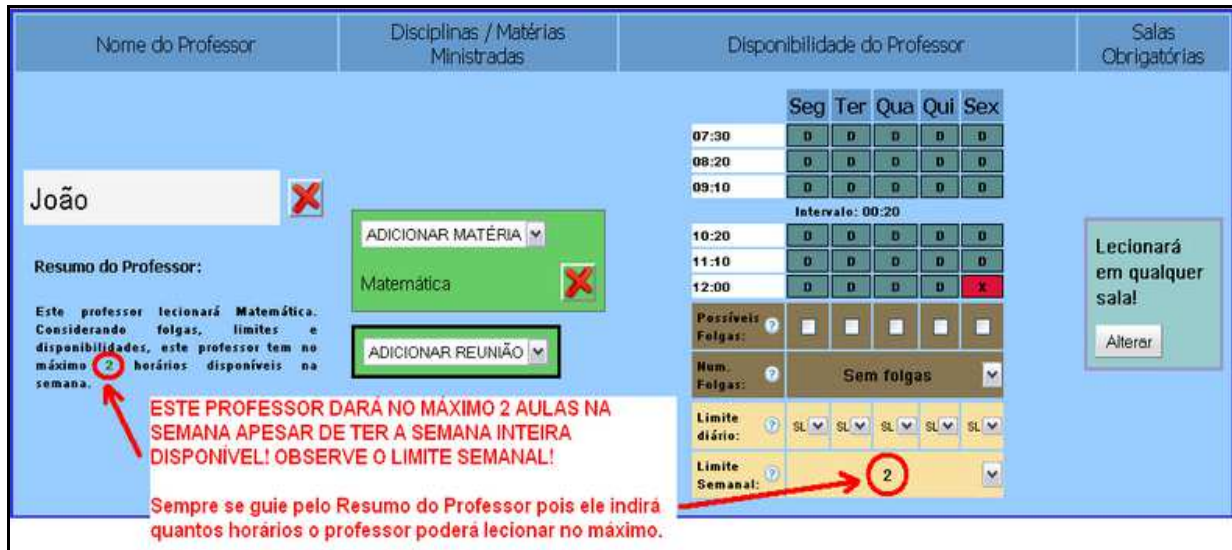 Nome do Professor
Disciplinas / Matérias
Ministradas
Disponibilidade do Professor
Salas
Obrigatórias
João
Resumo do Professor:
Este professor lecionará Matemática.
Considerando folgas, limites e
disponibilidades, este professor tem no
máximo 2 horários disponíveis na
semana.
ADICIONAR MATÉRIA
Matemática
ADICIONAR REUNIÃO
Seg Ter Qua Qui Sex
07:30 D D D D D
08:20 D D D D D
09:10 D D D D D
Intervalo: 00:20
10:20 D D D D D
11:10 D D D D D
12:00 D D D D X
Possíveis
Folgas: ?
Num.
Folgas: ? Sem folgas
Limite
diário: ? SL SL SL SL SL
Limite
Semanal: ? 2
Lecionará
em qualquer
sala!
Alterar
ESTE PROFESSOR DARÁ NO MÁXIMO 2 AULAS NA
SEMANA APESAR DE TER A SEMANA INTEIRA
DISPONÍVEL! OBSERVE O LIMITE SEMANAL!
Sempre se guie pelo Resumo do Professor pois ele indirá
quantos horários o professor poderá lecionar no máximo.